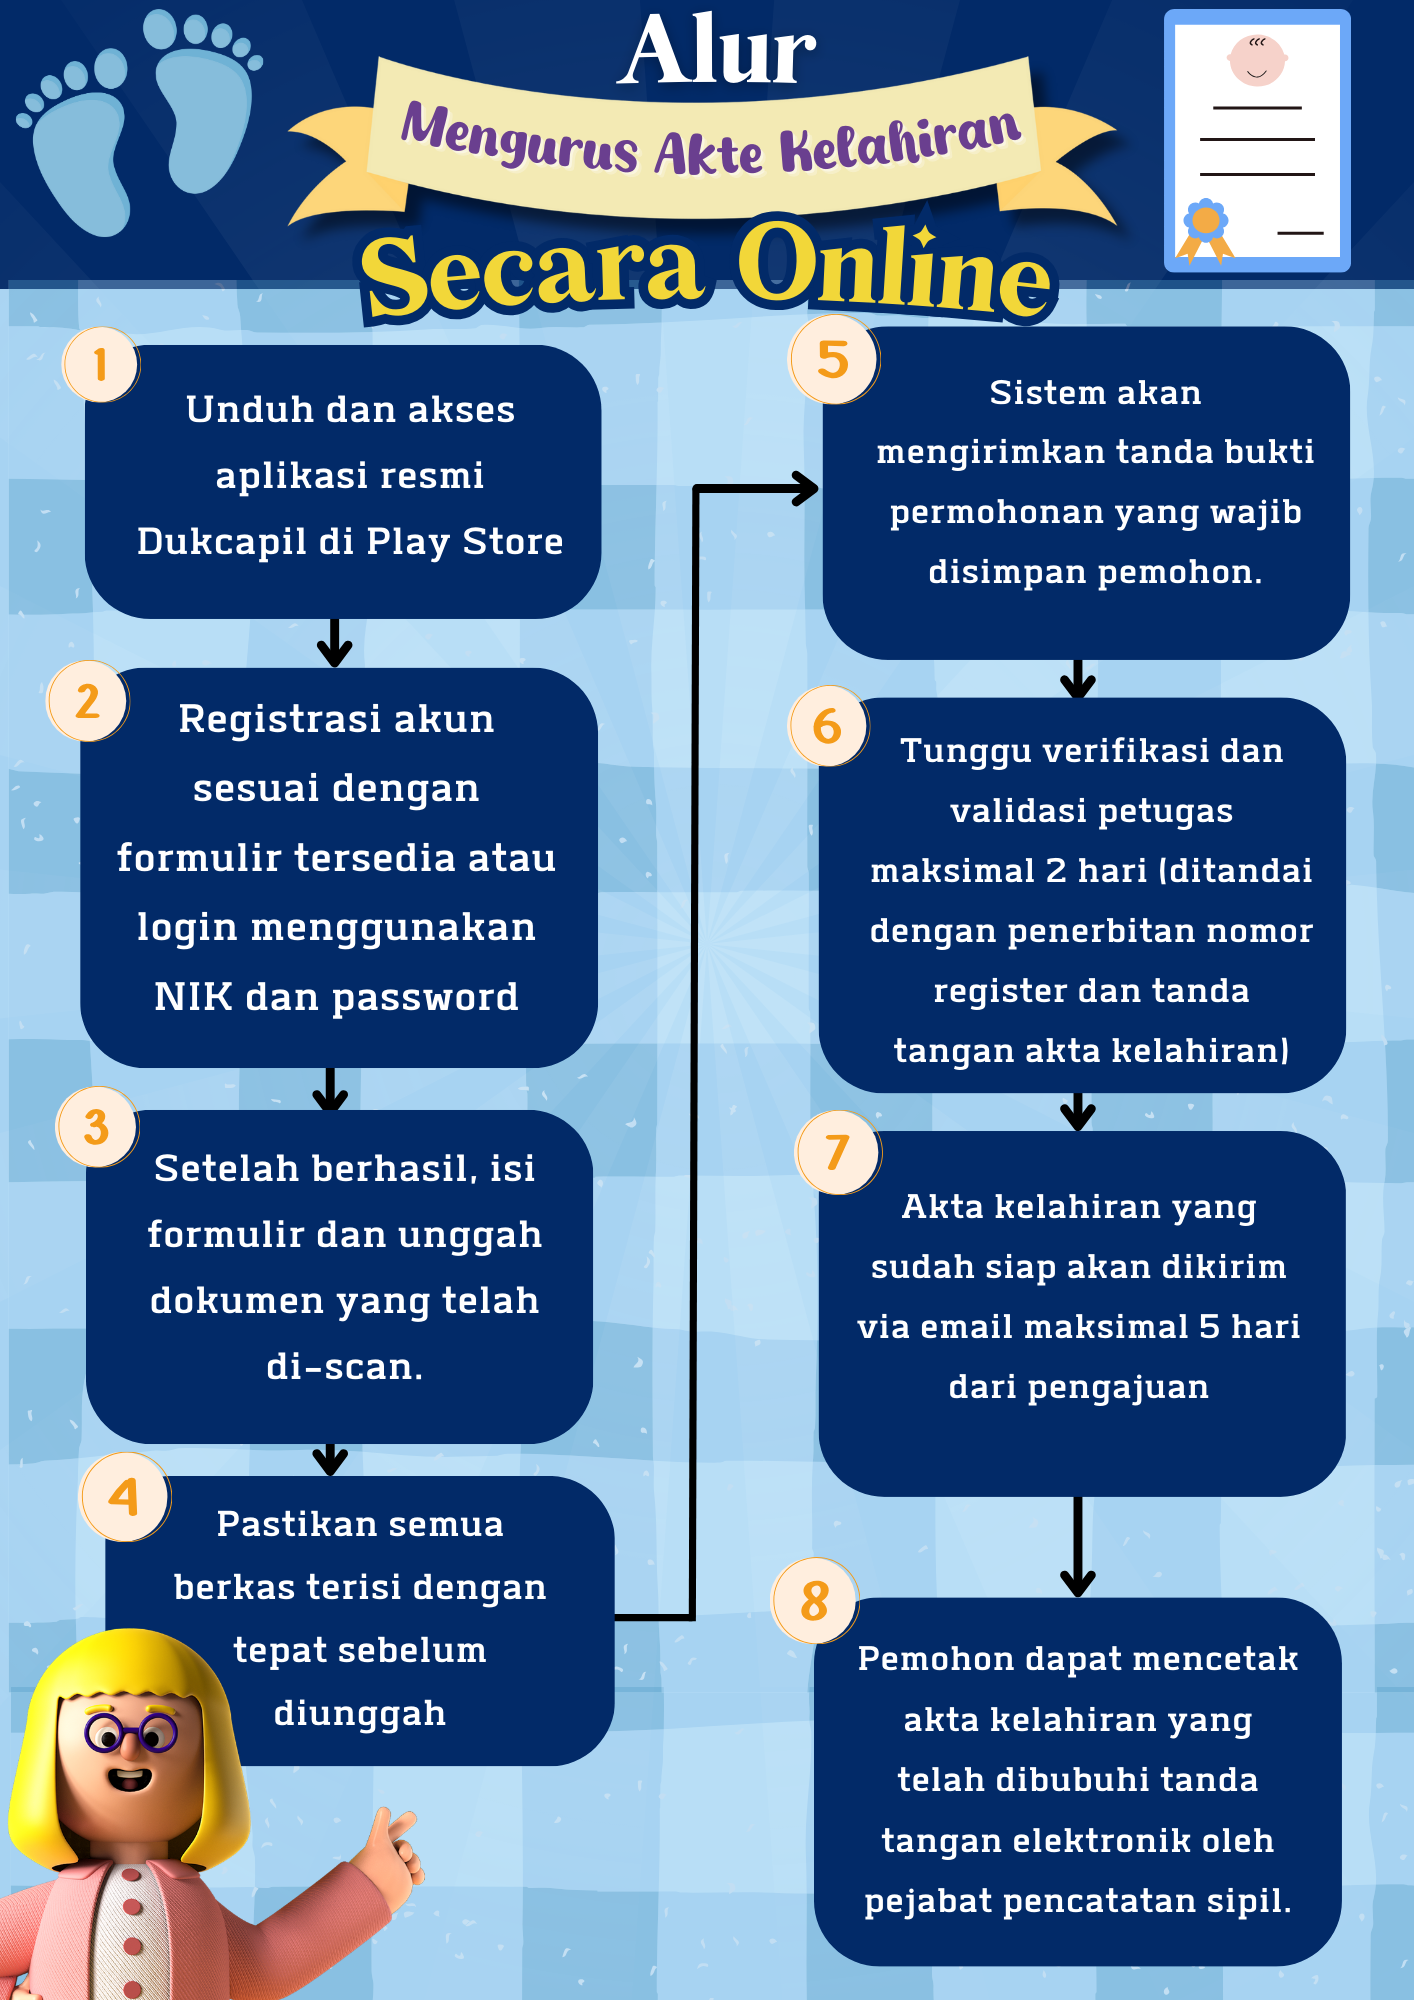 Alur
Mengurus Akte Kelahiran
Secara Online
1
Unduh dan akses
aplikasi resmi
Dukcapil di Play Store
2
Registrasi akun
sesuai dengan
formulir tersedia atau
login menggunakan
NIK dan password
3
Setelah berhasil, isi
formulir dan unggah
dokumen yang telah
di-scan.
4
Pastikan semua
berkas terisi dengan
tepat sebelum
diunggah
5
Sistem akan
mengirimkan tanda bukti
permohonan yang wajib
disimpan pemohon.
6
Tunggu verifikasi dan
validasi petugas
maksimal 2 hari (ditandai
dengan penerbitan nomor
register dan tanda
tangan akta kelahiran)
7
Akta kelahiran yang
sudah siap akan dikirim
via email maksimal 5 hari
dari pengajuan
8
Pemohon dapat mencetak
akta kelahiran yang
telah dibubuhi tanda
tangan elektronik oleh
pejabat pencatatan sipil.